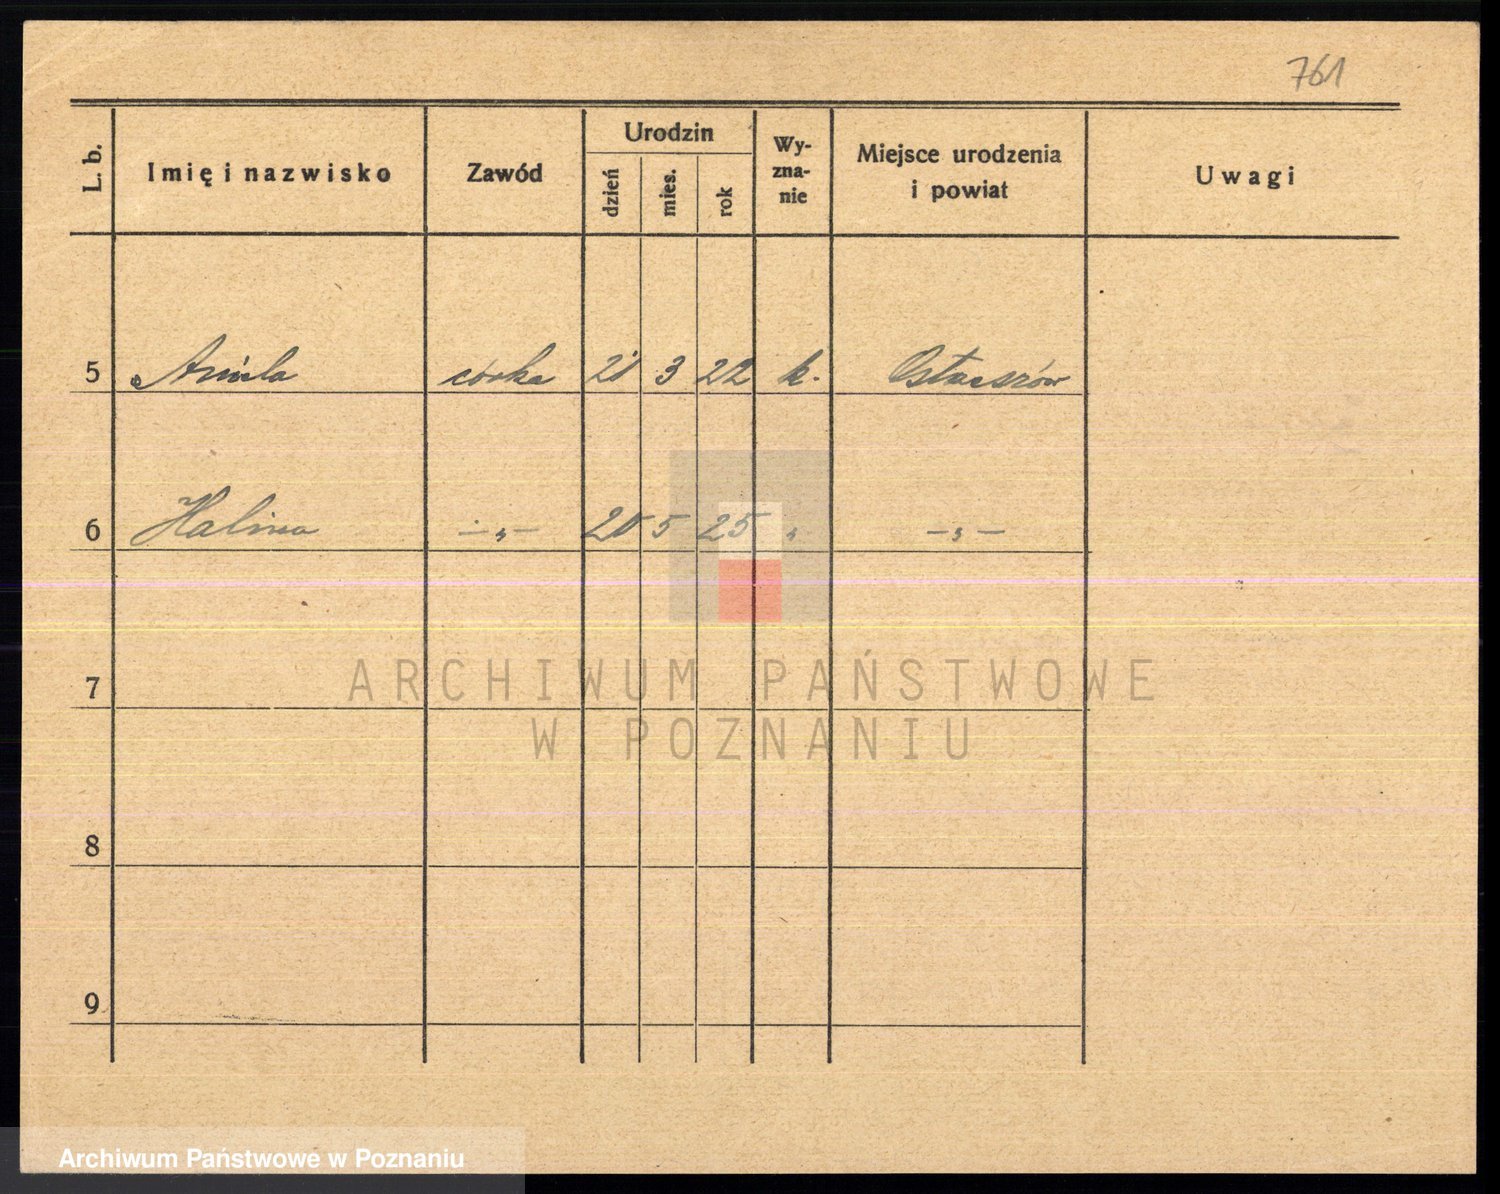 761
L. b. Imię i nazwisko Zawód Urodzin dzień mies. rok Wy-zna-nie Miejsce urodzenia i powiat Uwagi
5 córka 21 3 22 k.
6 Halina -„- 20 5 25 „ -„-
7
8
9
ARCHIWUM PAŃSTWOWE
W POZNANIU
Archiwum Państwowe w Poznaniu